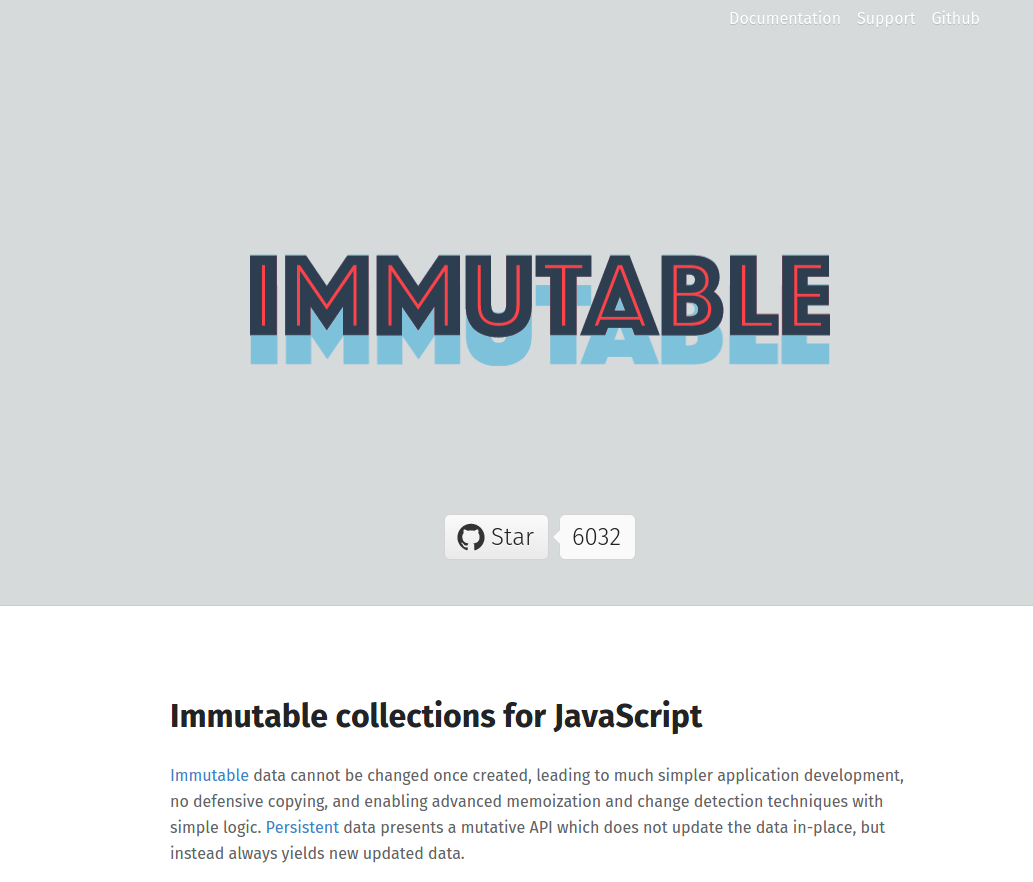 Documentation Support Github
IMMUTABLE
Star 6032
Immutable collections for JavaScript
Immutable data cannot be changed once created, leading to much simpler application development,
no defensive copying, and enabling advanced memoization and change detection techniques with
simple logic. Persistent data presents a mutative API which does not update the data in-place, but
instead always yields new updated data.